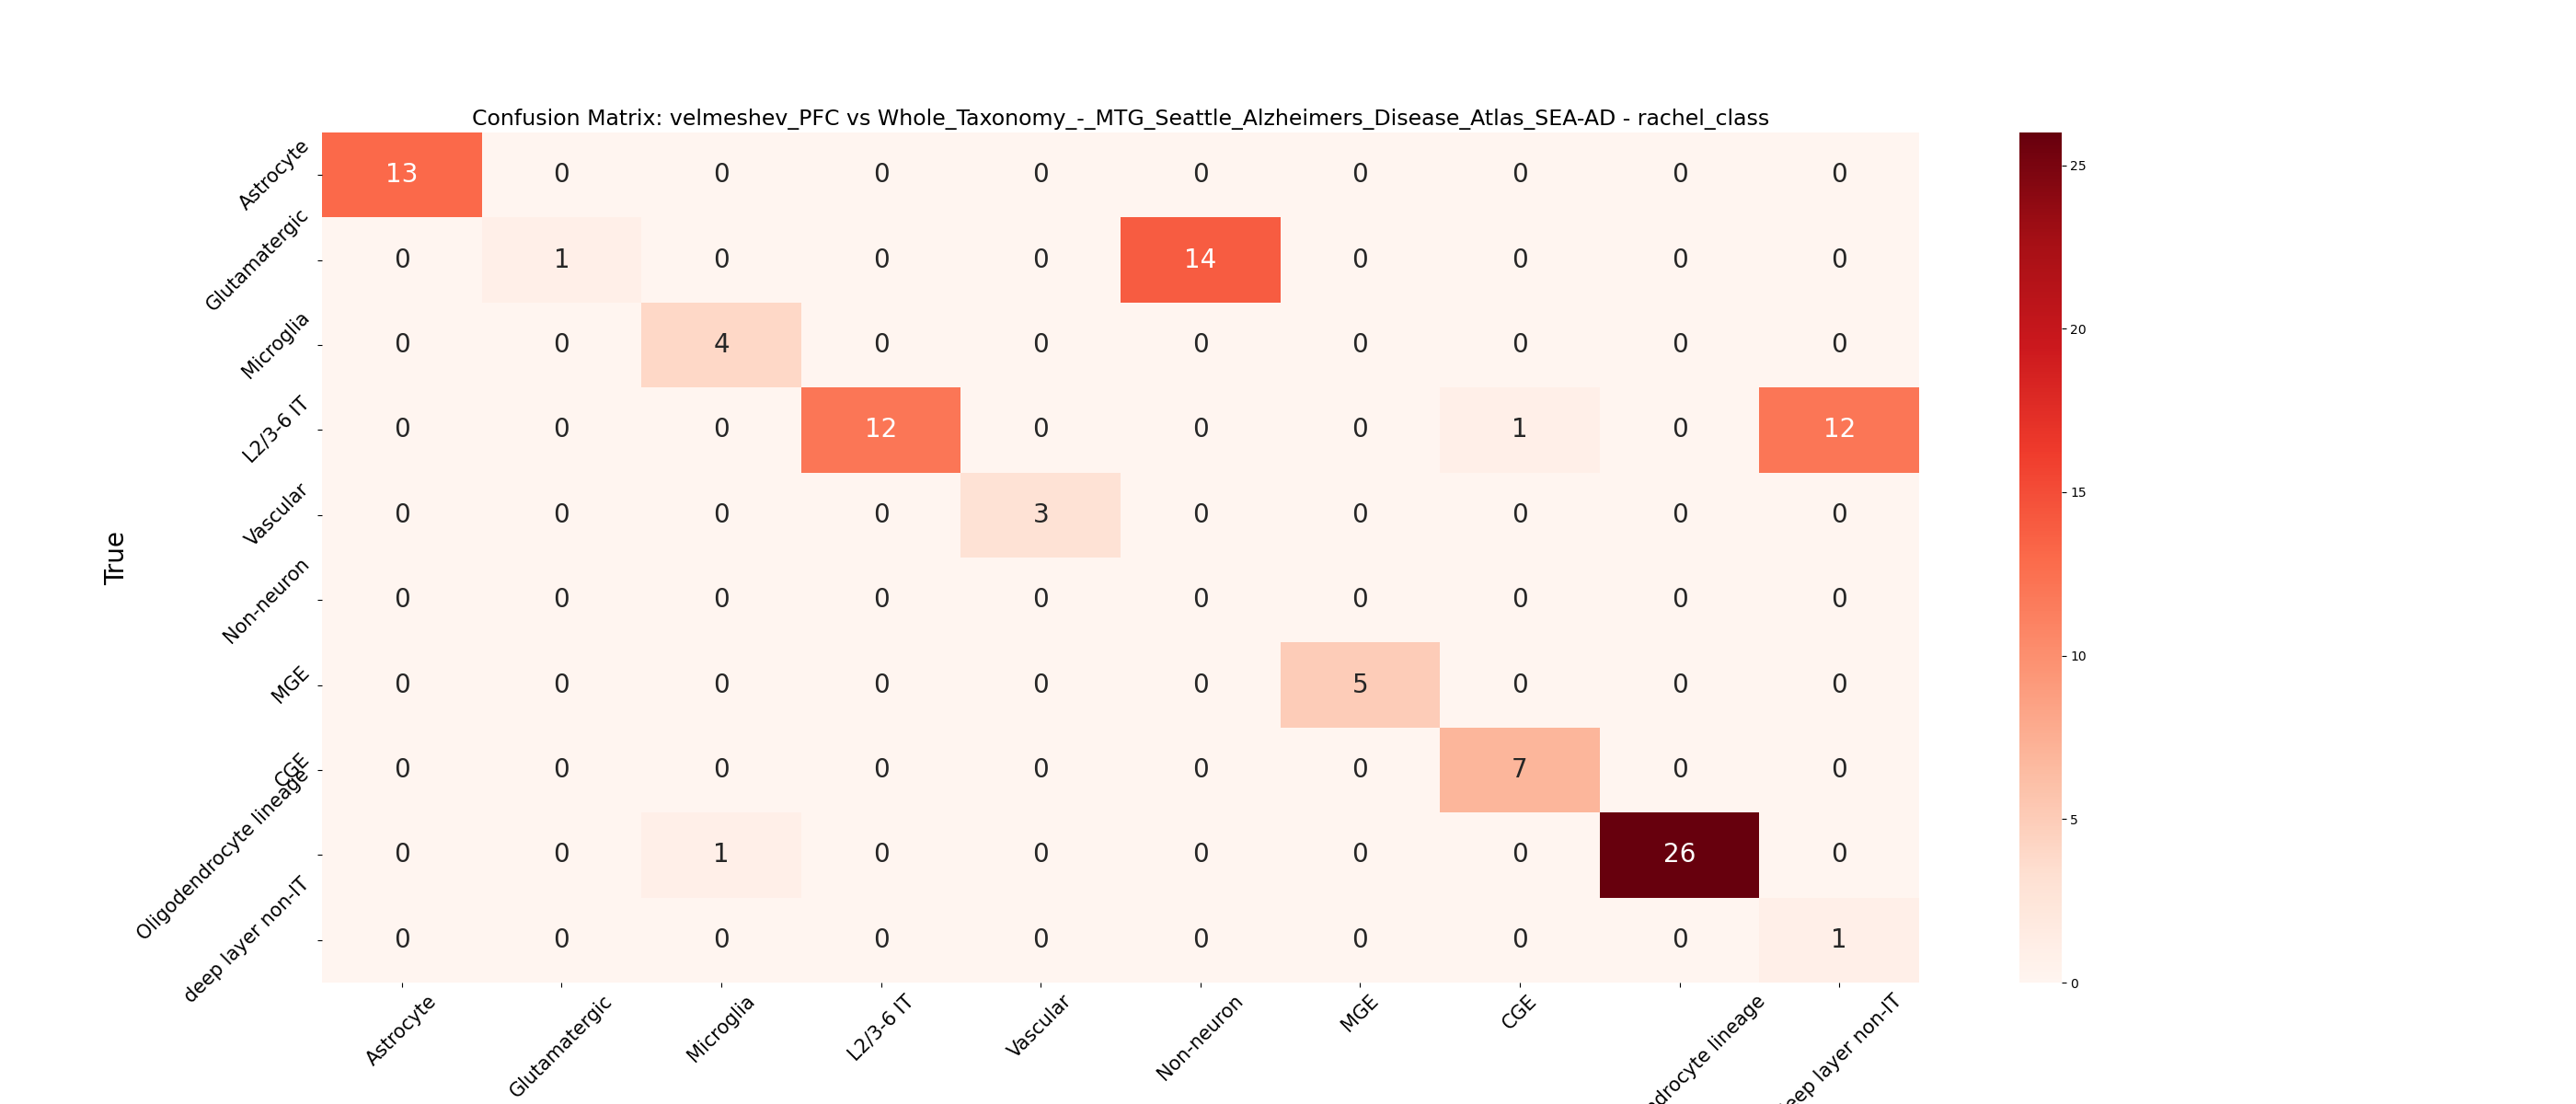 Confusion Matrix: velmeshev_PFC vs Whole_Taxonomy_-_MTG_Seattle_Alzheimers_Disease_Atlas_SEA-AD - rachel_class
True
Astrocyte 13 0 0 0 0 0 0 0 0 0
Glutamatergic 0 1 0 0 0 14 0 0 0 0
Microglia 0 0 4 0 0 0 0 0 0 0
L2/3-6 IT 0 0 0 12 0 0 0 1 0 12
Vascular 0 0 0 0 3 0 0 0 0 0
Non-neuron 0 0 0 0 0 0 0 0 0 0
MGE 0 0 0 0 0 0 5 0 0 0
CGE 0 0 0 0 0 0 0 7 0 0
Oligodendrocyte lineage 0 0 1 0 0 0 0 0 26 0
deep layer non-IT 0 0 0 0 0 0 0 0 0 1
Astrocyte Glutamatergic Microglia L2/3-6 IT Vascular Non-neuron MGE CGE lineage layer non-IT
25
20
15
10
5
0